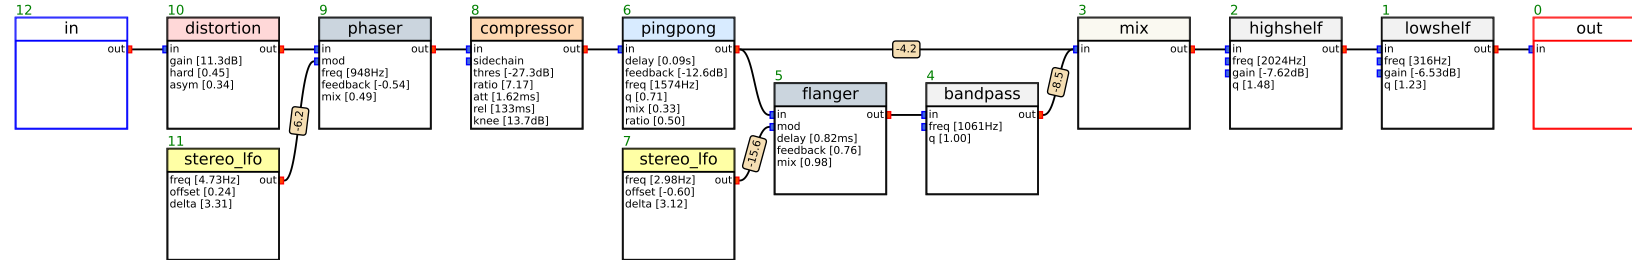 12
in
out
10
distortion
in out
gain [11.3dB]
hard [0.45]
asym [0.34]
11
stereo_lfo
freq [4.73Hz] out
offset [0.24]
delta [3.31]
-6.2
9
phaser
in out
mod
freq [948Hz]
feedback [-0.54]
mix [0.49]
8
compressor
in out
sidechain
thres [-27.3dB]
ratio [7.17]
att [1.62ms]
rel [133ms]
knee [13.7dB]
6
pingpong
in out
delay [0.09s]
feedback [-12.6dB]
freq [1574Hz]
q [0.71]
mix [0.33]
ratio [0.50]
7
stereo_lfo
freq [2.98Hz] out
offset [-0.60]
delta [3.12]
-15.6
-4.2
5
flanger
in out
mod
delay [0.82ms]
feedback [0.76]
mix [0.98]
4
bandpass
in out
freq [1061Hz]
q [1.00]
-8.5
3
mix
in out
2
highshelf
in out
freq [2024Hz]
gain [-7.62dB]
q [1.48]
1
lowshelf
in out
freq [316Hz]
gain [-6.53dB]
q [1.23]
0
out
in